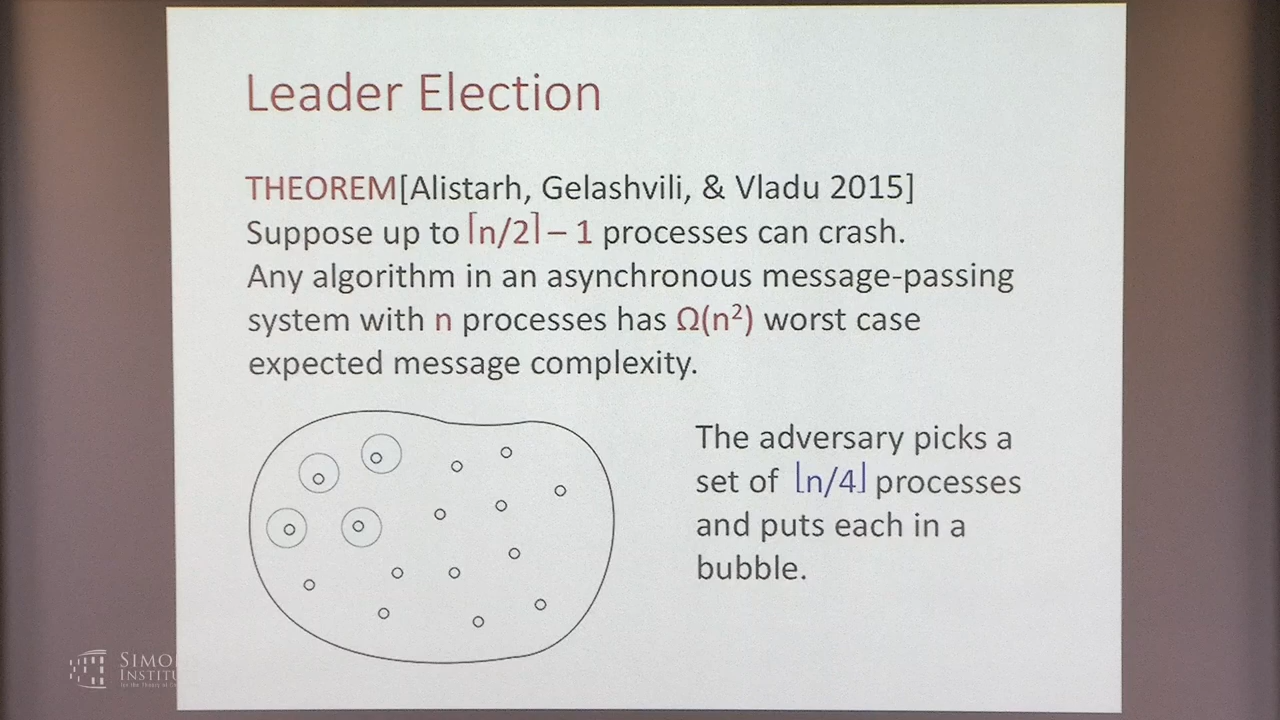 Leader Election
THEOREM[Alistarh, Gelashvili, & Vladu 2015]
Suppose up to ⌈n/2⌉ – 1 processes can crash.
Any algorithm in an asynchronous message-passing
system with n processes has Ω(n²) worst case
expected message complexity.
The adversary picks a
set of ⌊n/4⌋ processes
and puts each in a
bubble.